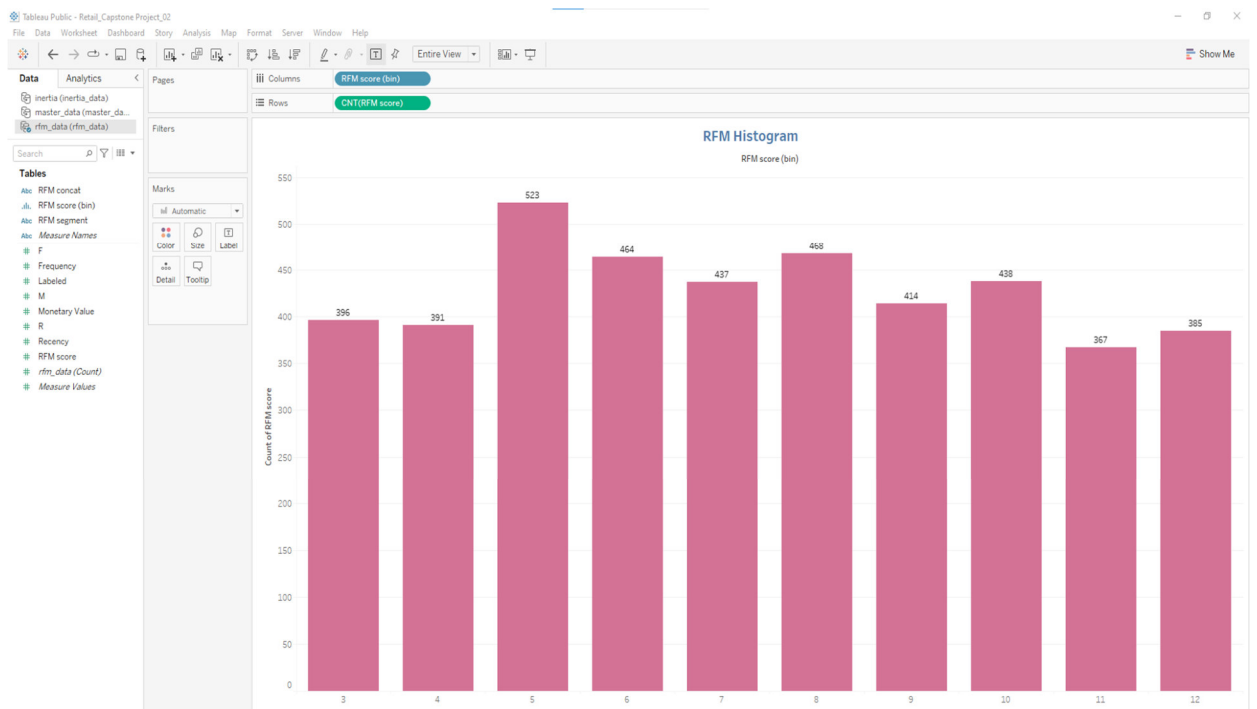 Tableau Public - Retail_Capstone Project_02
File Data Worksheet Dashboard Story Analysis Map Format Server Window Help
Entire View
Show Me
Data Analytics
Pages
Columns RFM score (bin)
inertia (inertia_data)
master_data (master_da...
Rows CNT(RFM score)
rfm_data (rfm_data)
Filters
RFM Histogram
Search
RFM score (bin)
Tables
Abc RFM concat
RFM score (bin)
Abc RFM segment
Abc Measure Names
# F
# Frequency
# Labeled
# M
# Monetary Value
# R
# Recency
# RFM score
# rfm_data (Count)
# Measure Values
Marks
Automatic
Color Size Label
Detail Tooltip
Count of RFM score
550
500
450
400
350
300
250
200
150
100
50
0
396 391 523 464 437 468 414 438 367 385
3 4 5 6 7 8 9 10 11 12